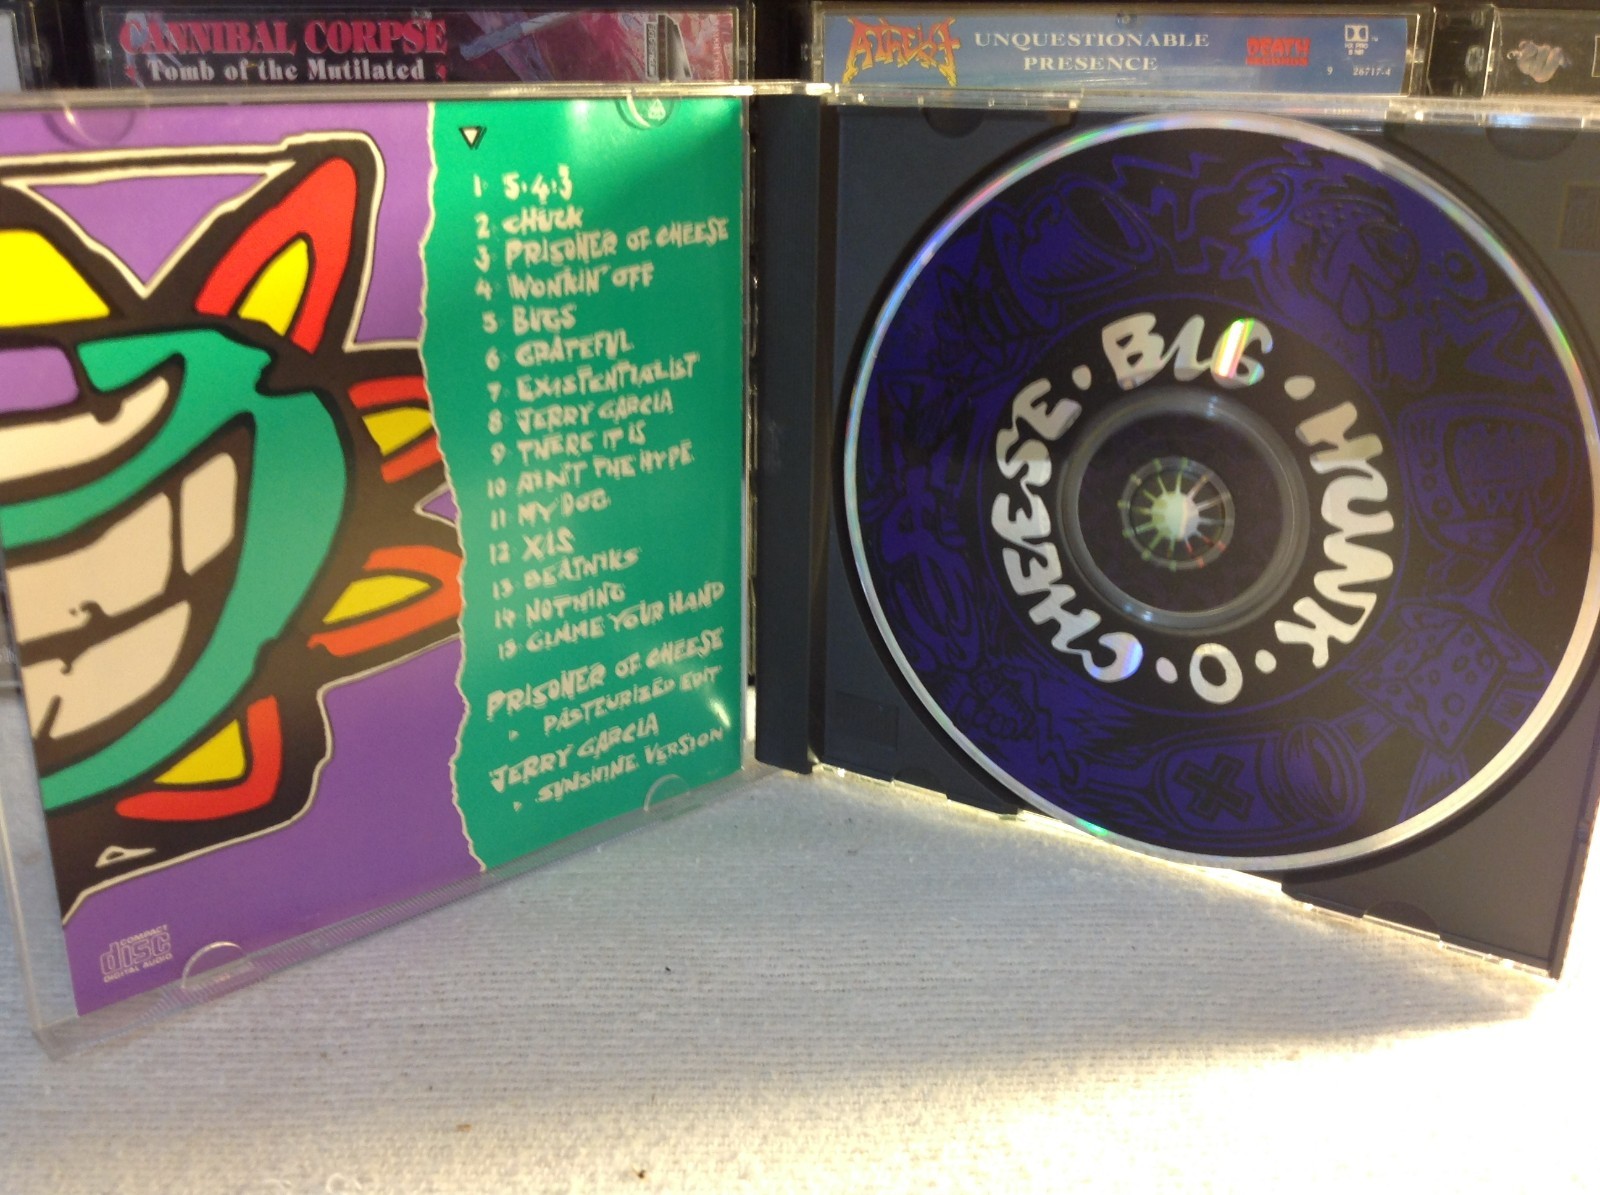 CANNIBAL CORPSE
Tomb of the Mutilated
ATHEIST
UNQUESTIONABLE
PRESENCE
DEATH
RECORDS
HX PRO
9 26717-4
1· 5·4·3
2 CHUCK
3 PRISONER OF CHEESE
4 WONKIN' OFF
5 BUGS
6 GRATEFUL
7 EXISTENTIALIST
8 JERRY GARCIA
9 THERE IT IS
10 AIN'T THE HYPE
11 MY DOG
12 XIS
13 BEATNIKS
14 NOTHING
15 GIMME YOUR HAND
PRISONER OF CHEESE
PASTEURIZED EDIT
JERRY GARCIA
SUNSHINE VERSION
BIG · HUNK · O · CHEESE ·
COMPACT
disc
DIGITAL AUDIO